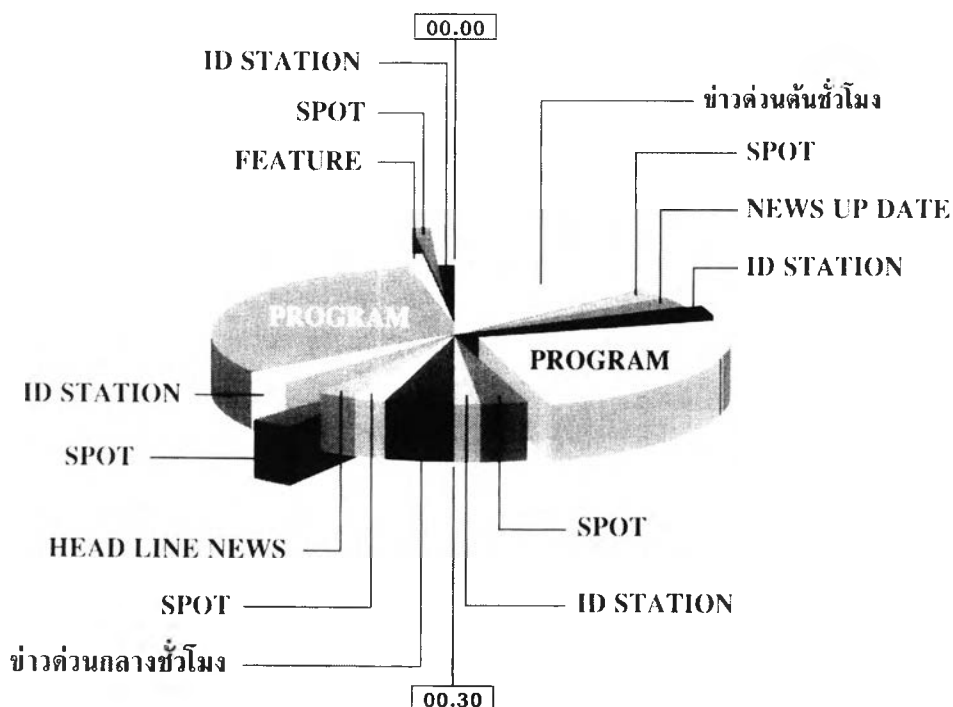 00.00
ID STATION
ข่าวด่วนต้นชั่วโมง
SPOT
SPOT
FEATURE
NEWS UP DATE
ID STATION
PROGRAM
PROGRAM
ID STATION
SPOT
SPOT
HEAD LINE NEWS
SPOT
ID STATION
ข่าวด่วนกลางชั่วโมง
00.30